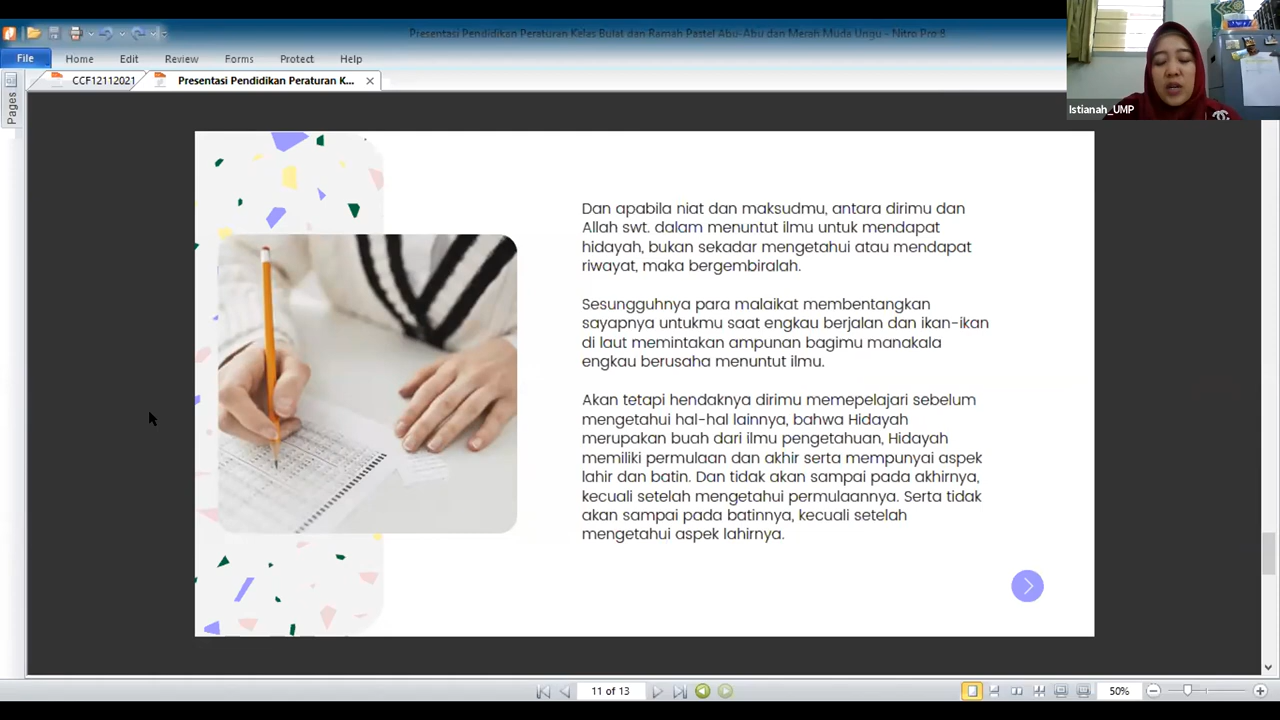 Presentasi Pendidikan Peraturan Kelas Bulat dan Ramah Pastel Abu-Abu dan Merah Muda Ungu - Nitro Pro 8
File Home Edit Review Forms Protect Help
CCF12112021 Presentasi Pendidikan Peraturan K...
Pages
Istianah_UMP
Dan apabila niat dan maksudmu, antara dirimu dan
Allah swt. dalam menuntut ilmu untuk mendapat
hidayah, bukan sekadar mengetahui atau mendapat
riwayat, maka bergembiralah.
Sesungguhnya para malaikat membentangkan
sayapnya untukmu saat engkau berjalan dan ikan-ikan
di laut memintakan ampunan bagimu manakala
engkau berusaha menuntut ilmu.
Akan tetapi hendaknya dirimu memepelajari sebelum
mengetahui hal-hal lainnya, bahwa Hidayah
merupakan buah dari ilmu pengetahuan, Hidayah
memiliki permulaan dan akhir serta mempunyai aspek
lahir dan batin. Dan tidak akan sampai pada akhirnya,
kecuali setelah mengetahui permulaannya. Serta tidak
akan sampai pada batinnya, kecuali setelah
mengetahui aspek lahirnya.
11 of 13
50%